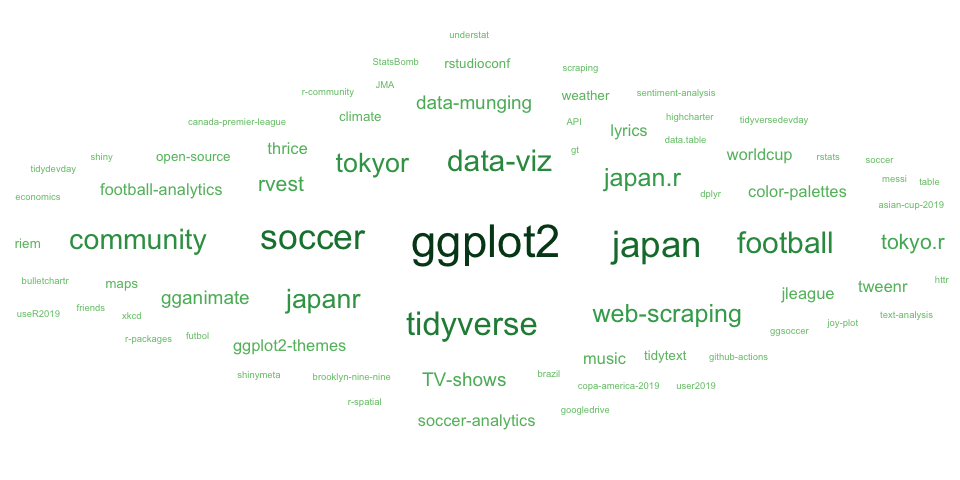 understat
StatsBomb
rstudioconf
scraping
r-community
JMA
data-munging
weather
sentiment-analysis
canada-premier-league
climate
API
lyrics
highcharter
tidyversedevday
data.table
tidydevday
shiny
open-source
thrice
tokyor
data-viz
gt
worldcup
rstats
soccer
economics
football-analytics
rvest
japan.r
dplyr
color-palettes
messi
table
asian-cup-2019
riem
community
soccer
ggplot2
japan
football
tokyo.r
bulletchartr
maps
gganimate
japanr
jleague
tweenr
httr
useR2019
friends
xkcd
tidyverse
web-scraping
ggsoccer
joy-plot
text-analysis
r-packages
futbol
ggplot2-themes
music
tidytext
github-actions
shinymeta
brooklyn-nine-nine
TV-shows
brazil
copa-america-2019
user2019
r-spatial
soccer-analytics
googledrive